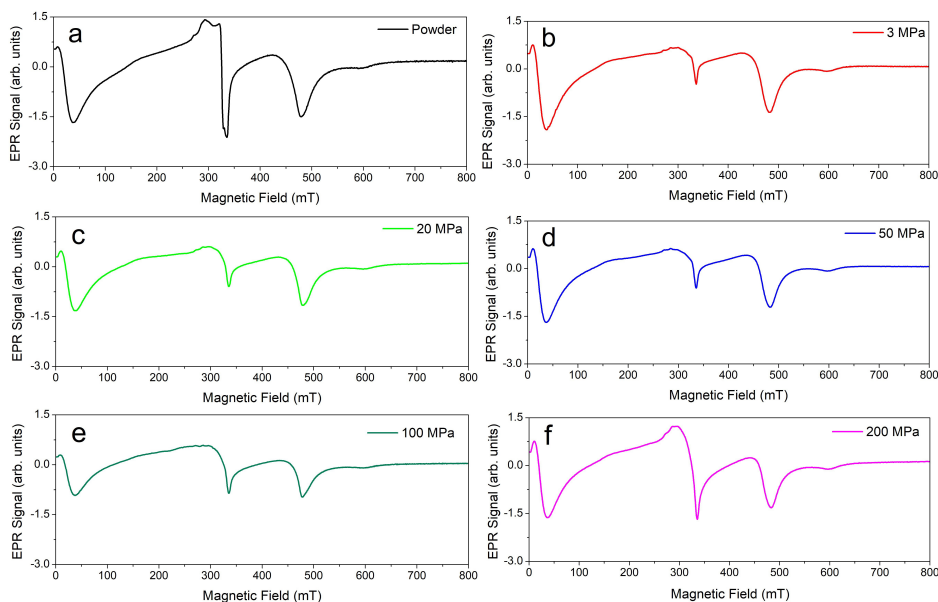 a
Powder
EPR Signal (arb. units)
1.5
0.0
-1.5
-3.0
0 100 200 300 400 500 600 700 800
Magnetic Field (mT)
b
3 MPa
EPR Signal (arb. units)
1.5
0.0
-1.5
-3.0
0 100 200 300 400 500 600 700 800
Magnetic Field (mT)
c
20 MPa
EPR Signal (arb. units)
1.5
0.0
-1.5
-3.0
0 100 200 300 400 500 600 700 800
Magnetic Field (mT)
d
50 MPa
EPR Signal (arb. units)
1.5
0.0
-1.5
-3.0
0 100 200 300 400 500 600 700 800
Magnetic Field (mT)
e
100 MPa
EPR Signal (arb. units)
1.5
0.0
-1.5
-3.0
0 100 200 300 400 500 600 700 800
Magnetic Field (mT)
f
200 MPa
EPR Signal (arb. units)
1.5
0.0
-1.5
-3.0
0 100 200 300 400 500 600 700 800
Magnetic Field (mT)